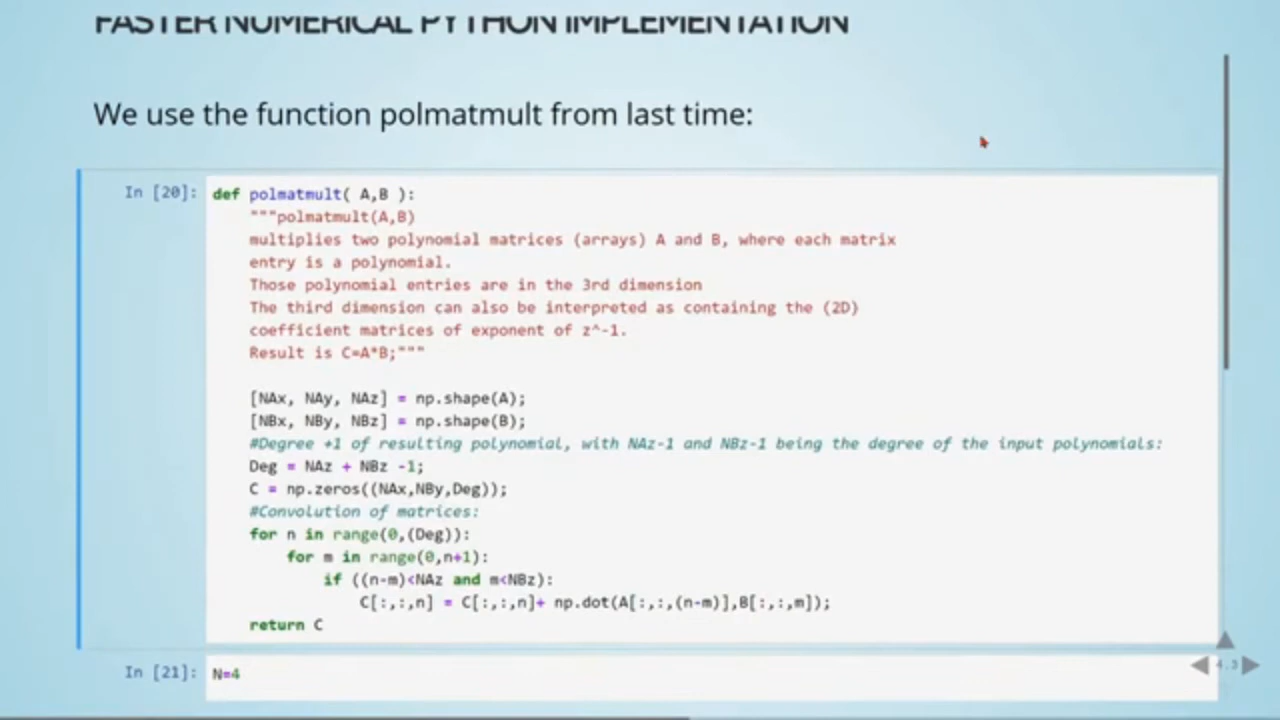 FASTER NUMERICAL PYTHON IMPLEMENTATION
We use the function polmatmult from last time:
In [20]: def polmatmult( A,B ):
"""polmatmult(A,B)
multiplies two polynomial matrices (arrays) A and B, where each matrix
entry is a polynomial.
Those polynomial entries are in the 3rd dimension
The third dimension can also be interpreted as containing the (2D)
coefficient matrices of exponent of z^-1.
Result is C=A*B;"""
[NAx, NAy, NAz] = np.shape(A);
[NBx, NBy, NBz] = np.shape(B);
#Degree +1 of resulting polynomial, with NAz-1 and NBz-1 being the degree of the input polynomials:
Deg = NAz + NBz -1;
C = np.zeros((NAx,NBy,Deg));
#Convolution of matrices:
for n in range(0,(Deg)):
for m in range(0,n+1):
if ((n-m)<NAz and m<NBz):
C[:,:,n] = C[:,:,n]+ np.dot(A[:,:,(n-m)],B[:,:,m]);
return C
In [21]: N=4
4.3